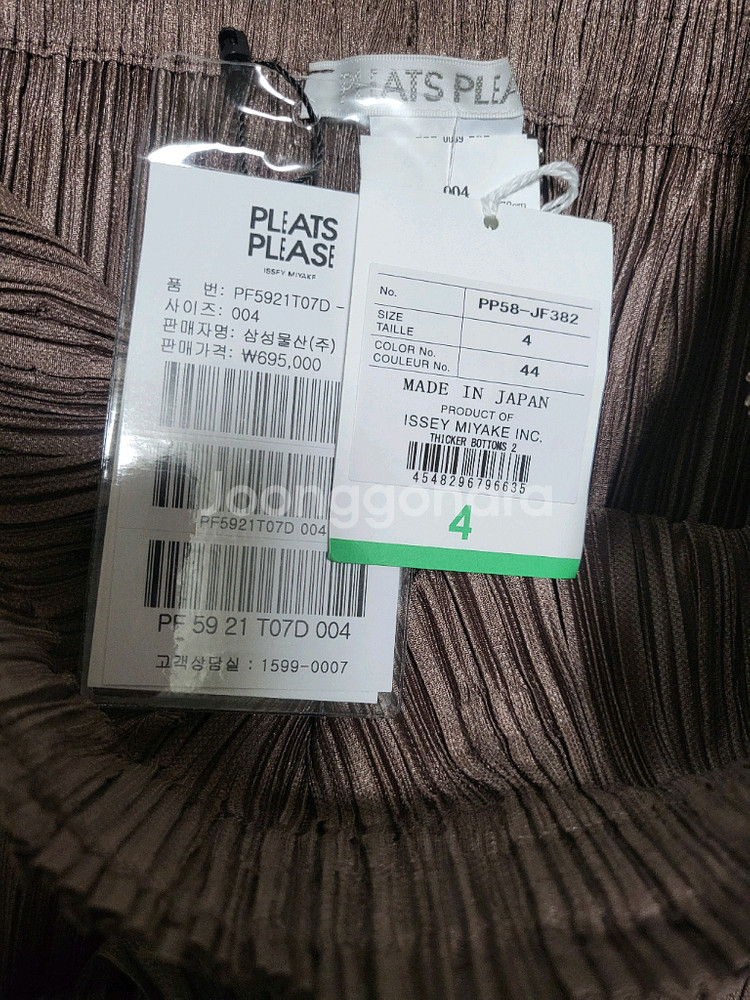 PLEATS PLEA
004
PLEATS
PLEASE
ISSEY MIYAKE
품 번: PF5921T07D -
사이즈: 004
판매자명: 삼성물산(주)
판매가격: ₩695,000
PF5921T07D 004
PF 59 21 T07D 004
고객상담실 : 1599-0007
No. PP58-JF382
SIZE
TAILLE 4
COLOR No.
COULEUR No. 44
MADE IN JAPAN
PRODUCT OF
ISSEY MIYAKE INC.
THICKER BOTTOMS 2
4548296796635
4
Joonggonara